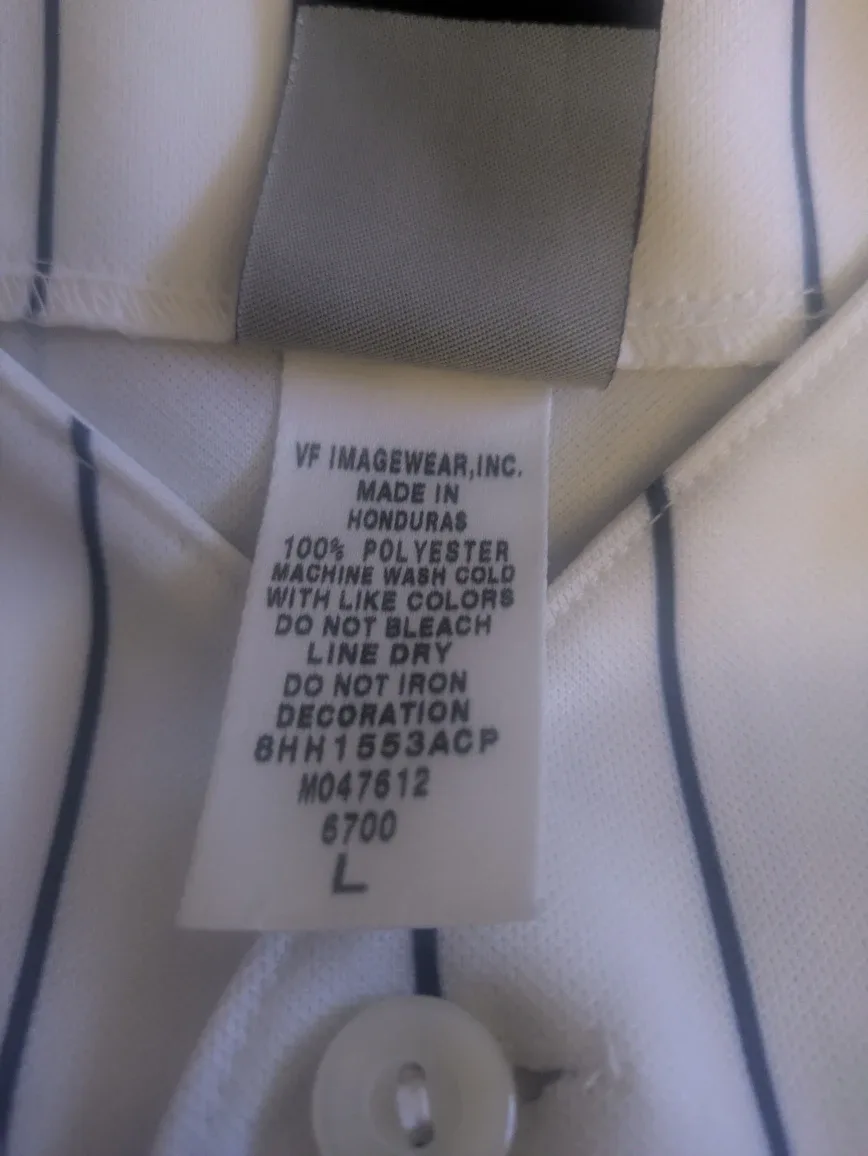 VF IMAGEWEAR,INC.
MADE IN
HONDURAS
100% POLYESTER
MACHINE WASH COLD
WITH LIKE COLORS
DO NOT BLEACH
LINE DRY
DO NOT IRON
DECORATION
8HH1553ACP
M047612
6700
L